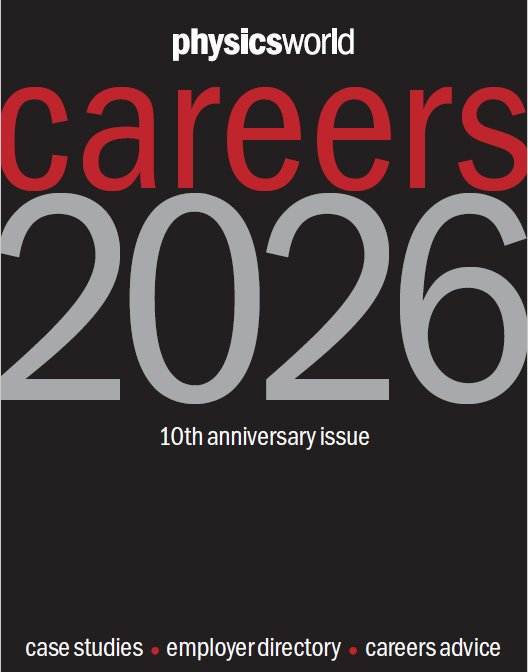 physicsworld
careers
2026
10th anniversary issue
case studies • employer directory • careers advice